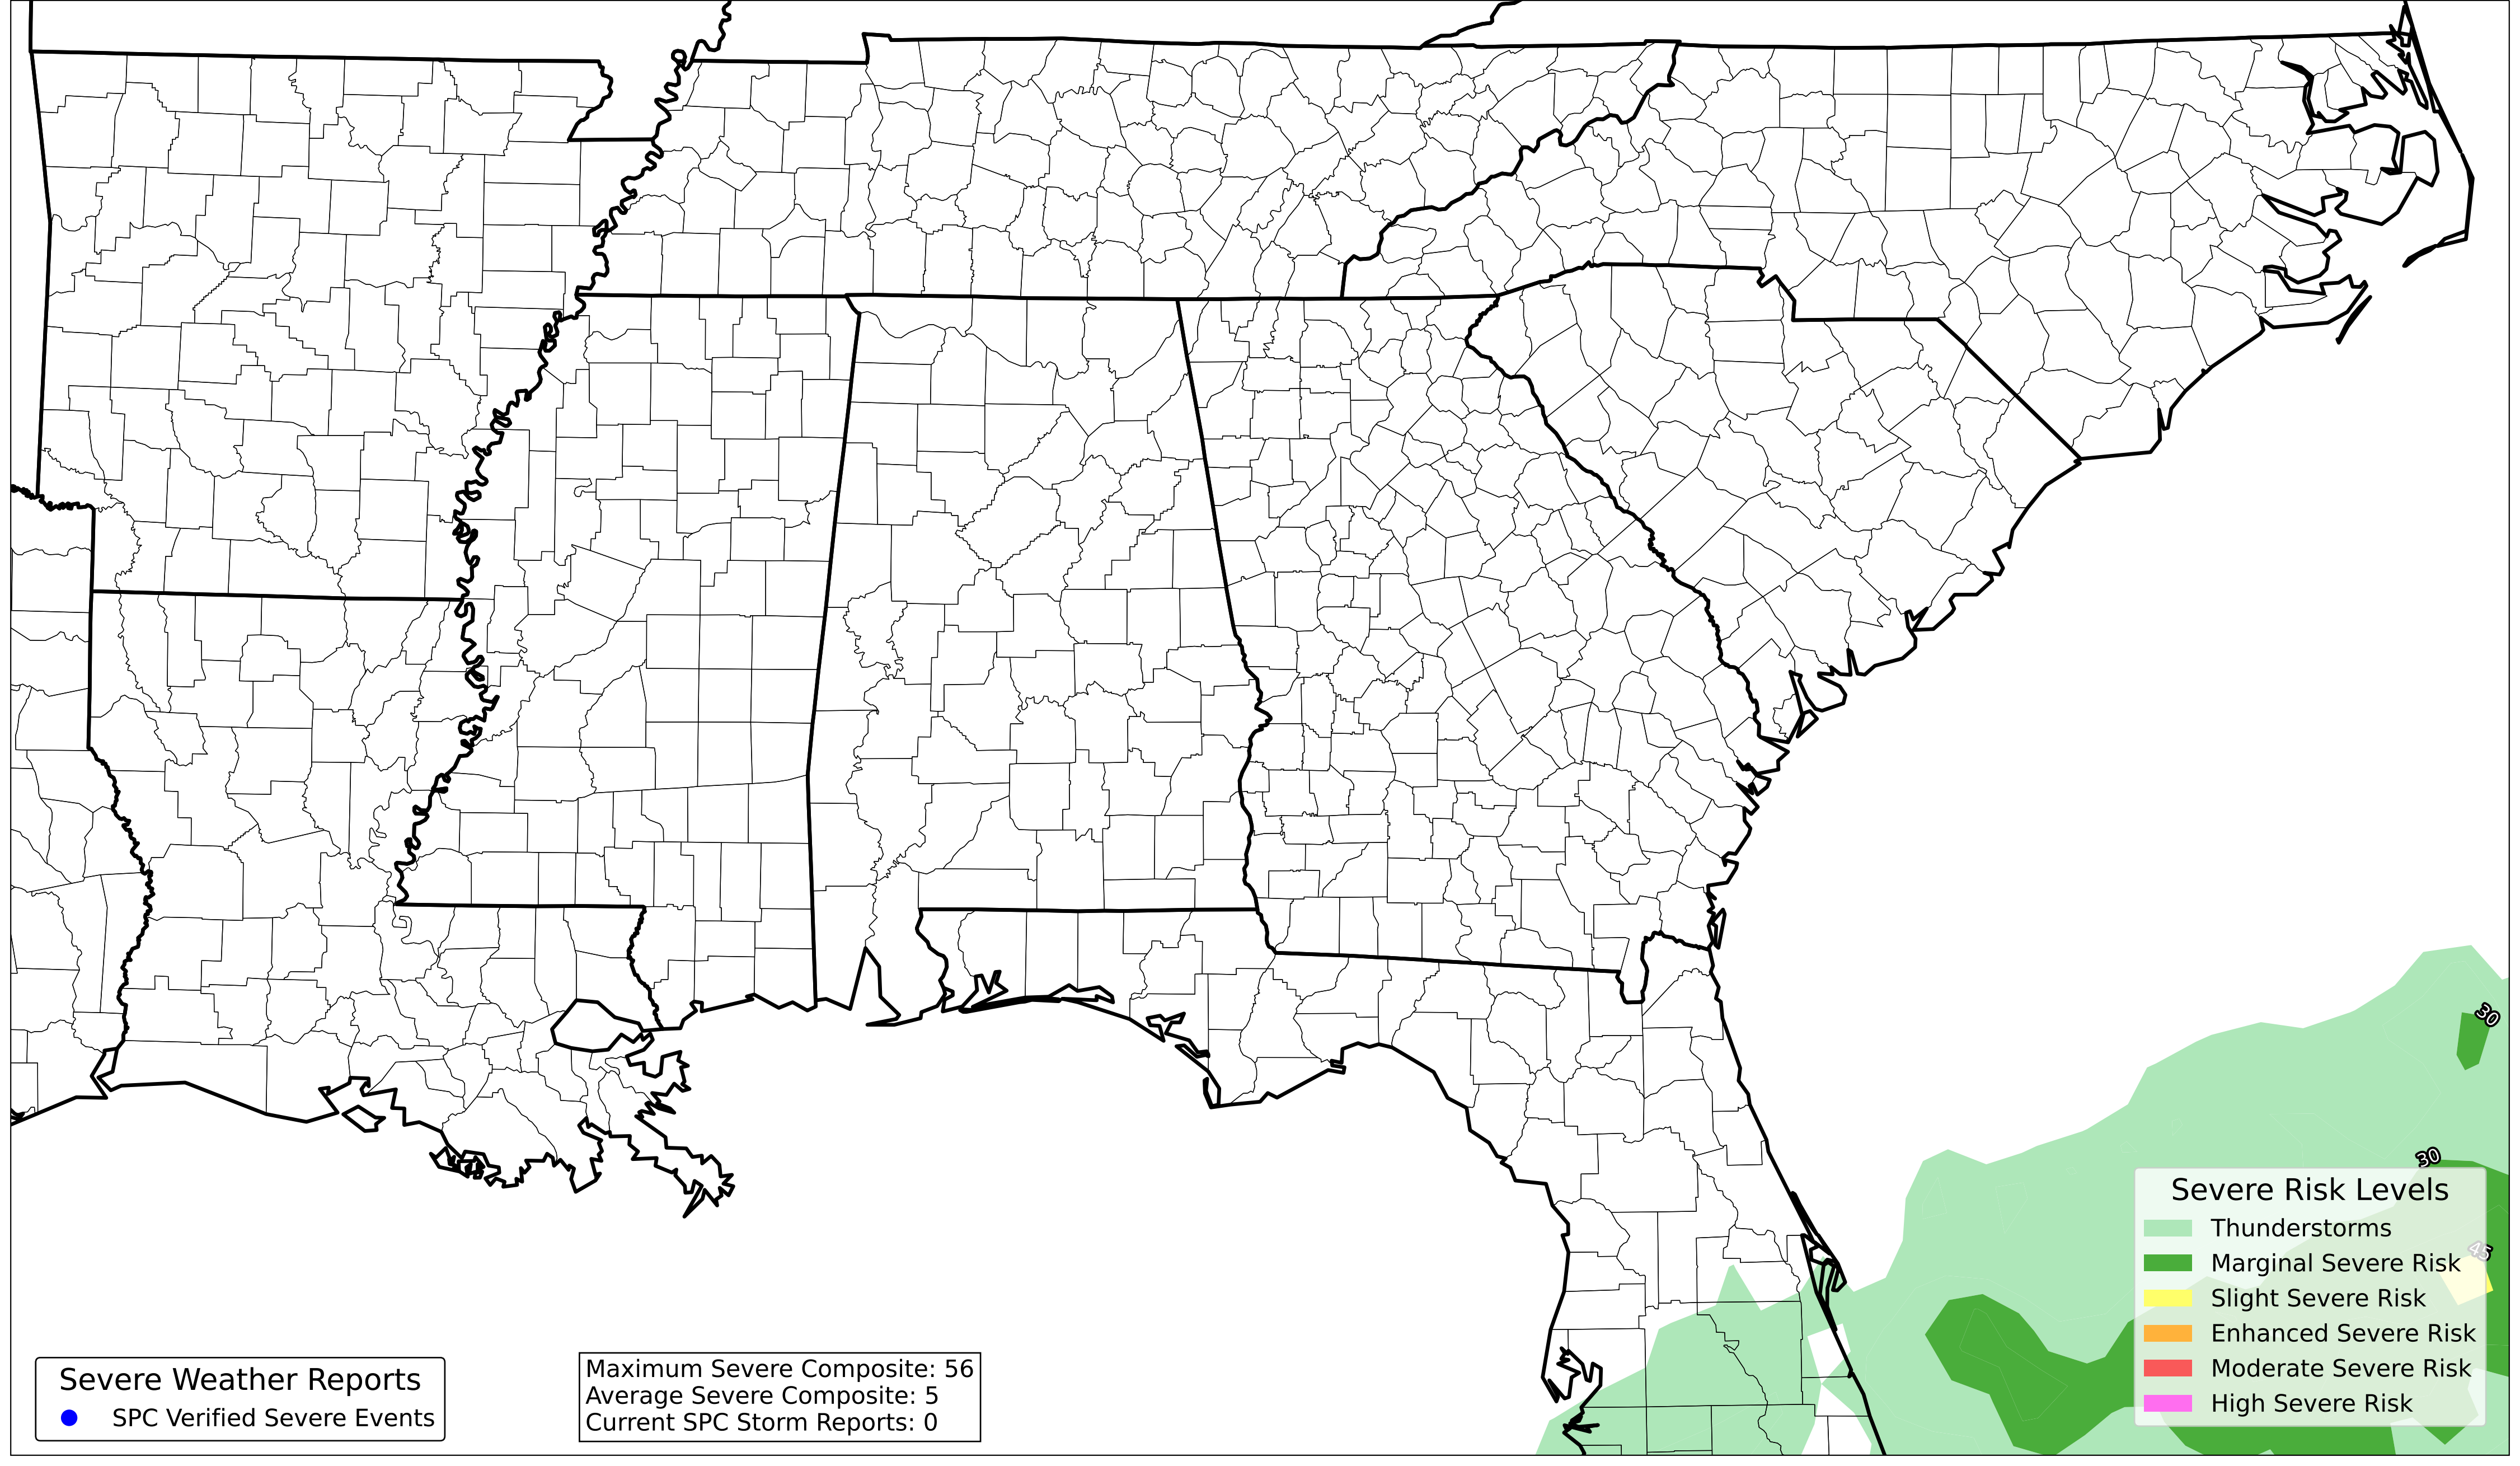 30
30
Severe Risk Levels
Thunderstorms
45
Marginal Severe Risk
Slight Severe Risk
Enhanced Severe Risk
Moderate Severe Risk
High Severe Risk
Severe Weather Reports
SPC Verified Severe Events
Maximum Severe Composite: 56
Average Severe Composite: 5
Current SPC Storm Reports: 0